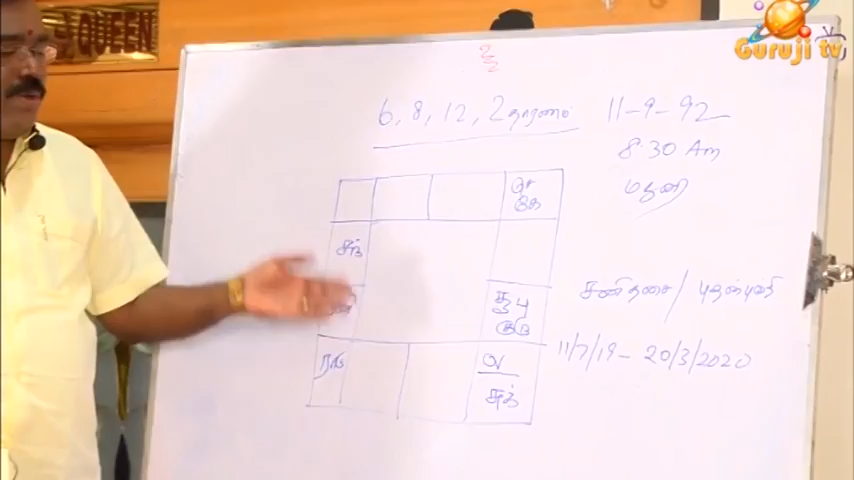 QUEEN
Guruji tv
6, 8, 12, 2 தாரணம்
11-9-92
8.30 Am
மதுரை
செ
கே
சந்
சூ பு
குரு
சனிதசை / புதன்புக்தி
11/7/19 - 20/3/2020
ராகு
ல
சுக்